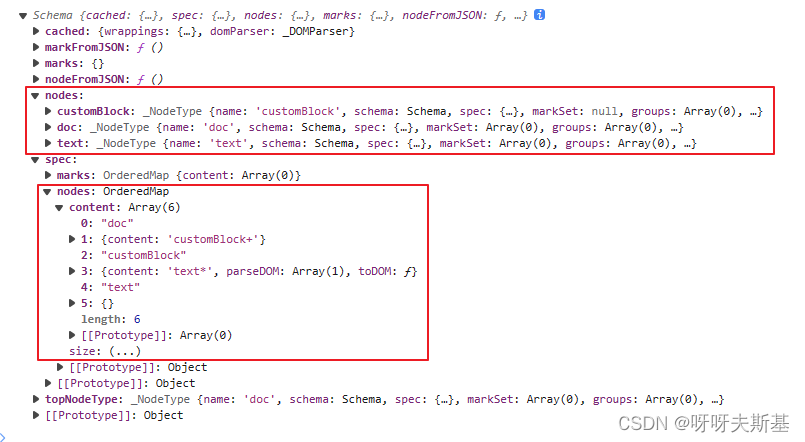 Schema {cached: {…}, spec: {…}, nodes: {…}, marks: {…}, nodeFromJSON: ƒ, …} i
cached: {wrappings: {…}, domParser: _DOMParser}
markFromJSON: ƒ ()
marks: {}
nodeFromJSON: ƒ ()
nodes:
customBlock: _NodeType {name: 'customBlock', schema: Schema, spec: {…}, markSet: null, groups: Array(0), …}
doc: _NodeType {name: 'doc', schema: Schema, spec: {…}, markSet: Array(0), groups: Array(0), …}
text: _NodeType {name: 'text', schema: Schema, spec: {…}, markSet: Array(0), groups: Array(0), …}
spec:
marks: OrderedMap {content: Array(0)}
nodes: OrderedMap
content: Array(6)
0: "doc"
1: {content: 'customBlock+'}
2: "customBlock"
3: {content: 'text*', parseDOM: Array(1), toDOM: ƒ}
4: "text"
5: {}
length: 6
[[Prototype]]: Array(0)
size: (...)
[[Prototype]]: Object
[[Prototype]]: Object
topNodeType: _NodeType {name: 'doc', schema: Schema, spec: {…}, markSet: Array(0), groups: Array(0), …}
[[Prototype]]: Object
CSDN @呀呀夫斯基